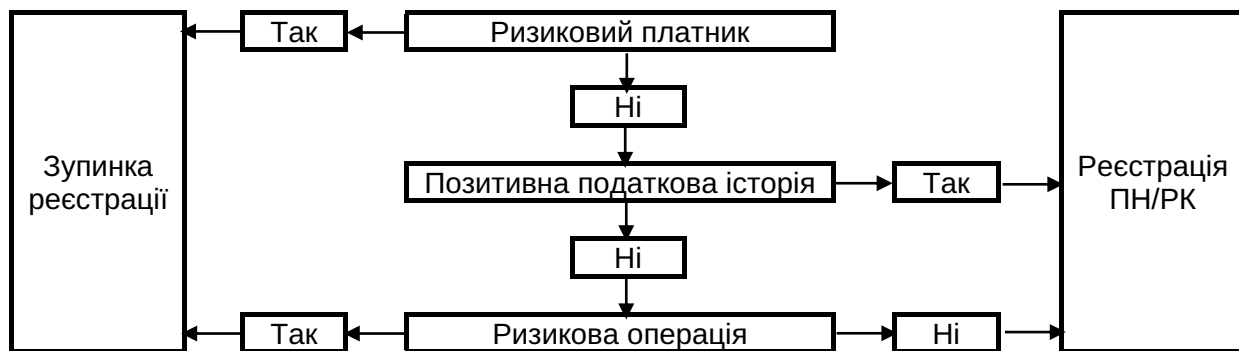 Так
Ризиковий платник
Ні
Зупинка
реєстрації
Позитивна податкова історія
Так
Реєстрація
ПН/РК
Ні
Так
Ризикова операція
Ні